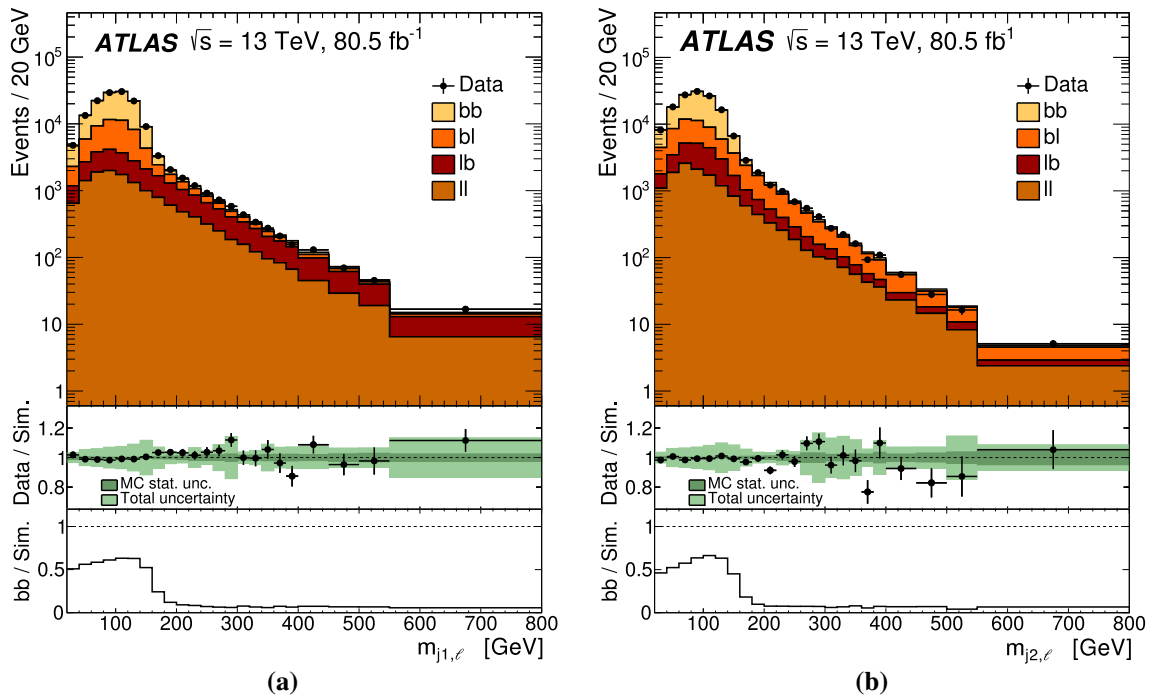 ATLAS √s = 13 TeV, 80.5 fb⁻¹
Events / 20 GeV
10⁵
10⁴
10³
10²
10
1
Data
bb
bl
lb
ll
Data / Sim.
1.2
1
0.8
MC stat. unc.
Total uncertainty
bb / Sim.
1
0.5
0
100 200 300 400 500 600 700 800
m_j1,ℓ [GeV]
(a)
ATLAS √s = 13 TeV, 80.5 fb⁻¹
Events / 20 GeV
10⁵
10⁴
10³
10²
10
1
Data
bb
bl
lb
ll
Data / Sim.
1.2
1
0.8
MC stat. unc.
Total uncertainty
bb / Sim.
1
0.5
0
100 200 300 400 500 600 700 800
m_j2,ℓ [GeV]
(b)